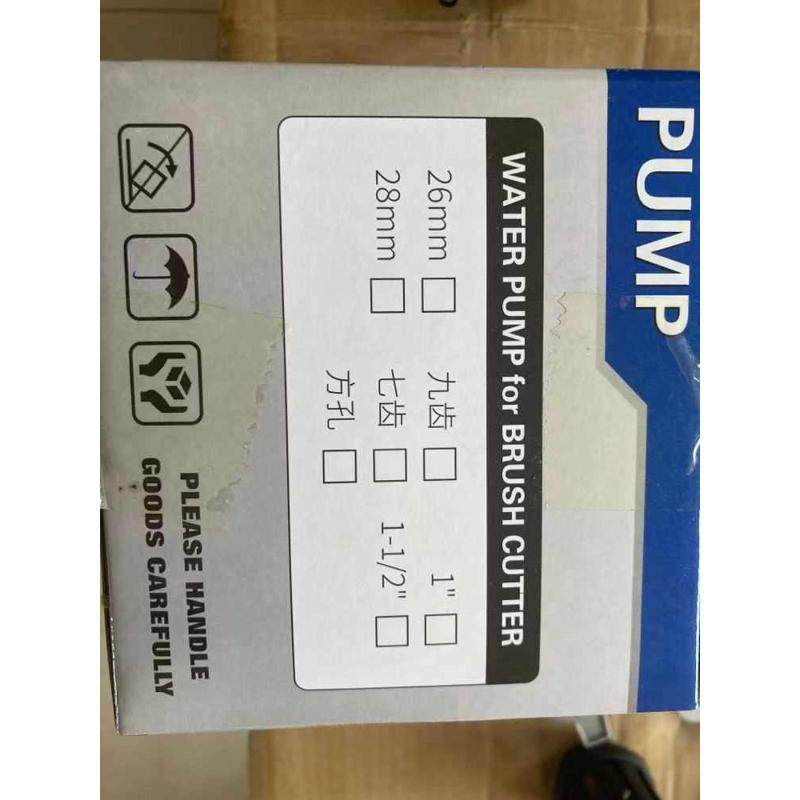 PUMP
WATER PUMP for BRUSH CUTTER
26mm □ 九齿 □ 1" □
28mm □ 七齿 □ 1-1/2" □
方孔 □
PLEASE HANDLE
GOODS CAREFULLY